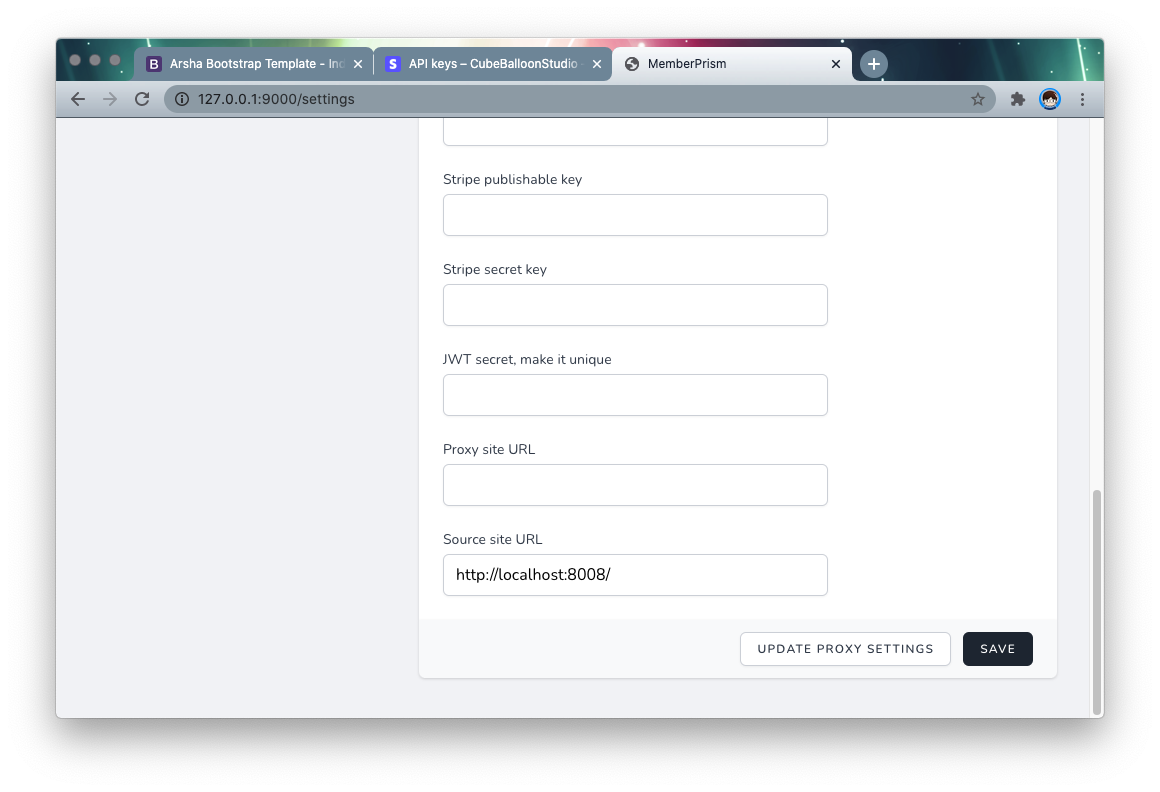 Arsha Bootstrap Template - Ind
API keys – CubeBalloonStudio
MemberPrism
127.0.0.1:9000/settings
Stripe publishable key
Stripe secret key
JWT secret, make it unique
Proxy site URL
Source site URL
http://localhost:8008/
UPDATE PROXY SETTINGS
SAVE